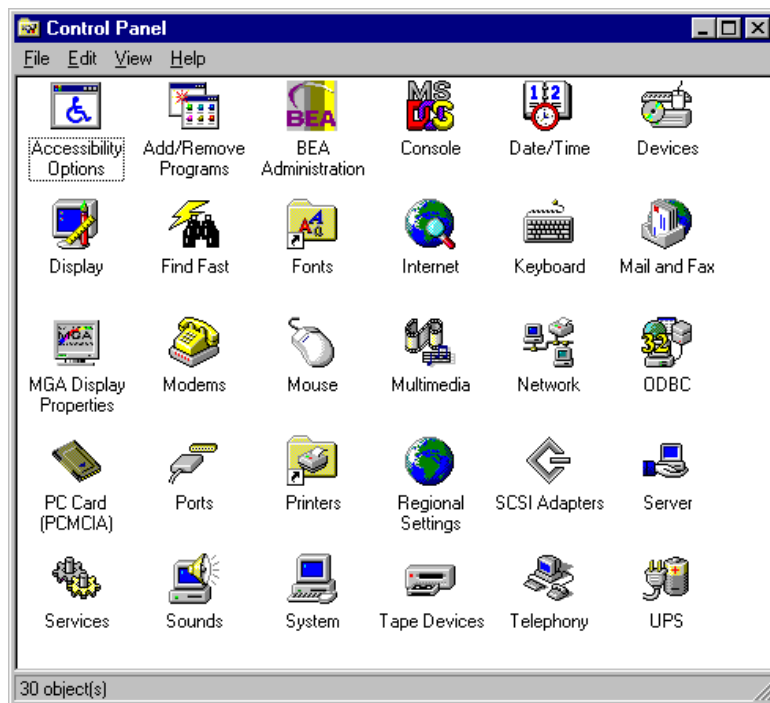 Control Panel
File Edit View Help
BEA
MS
DOS
1 2
Accessibility Add/Remove BEA Console Date/Time Devices
Options Programs Administration
A A a
Display Find Fast Fonts Internet Keyboard Mail and Fax
MGA
32
MGA Display Modems Mouse Multimedia Network ODBC
Properties
PC Card Ports Printers Regional SCSI Adapters Server
(PCMCIA) Settings
Services Sounds System Tape Devices Telephony UPS
30 object(s)